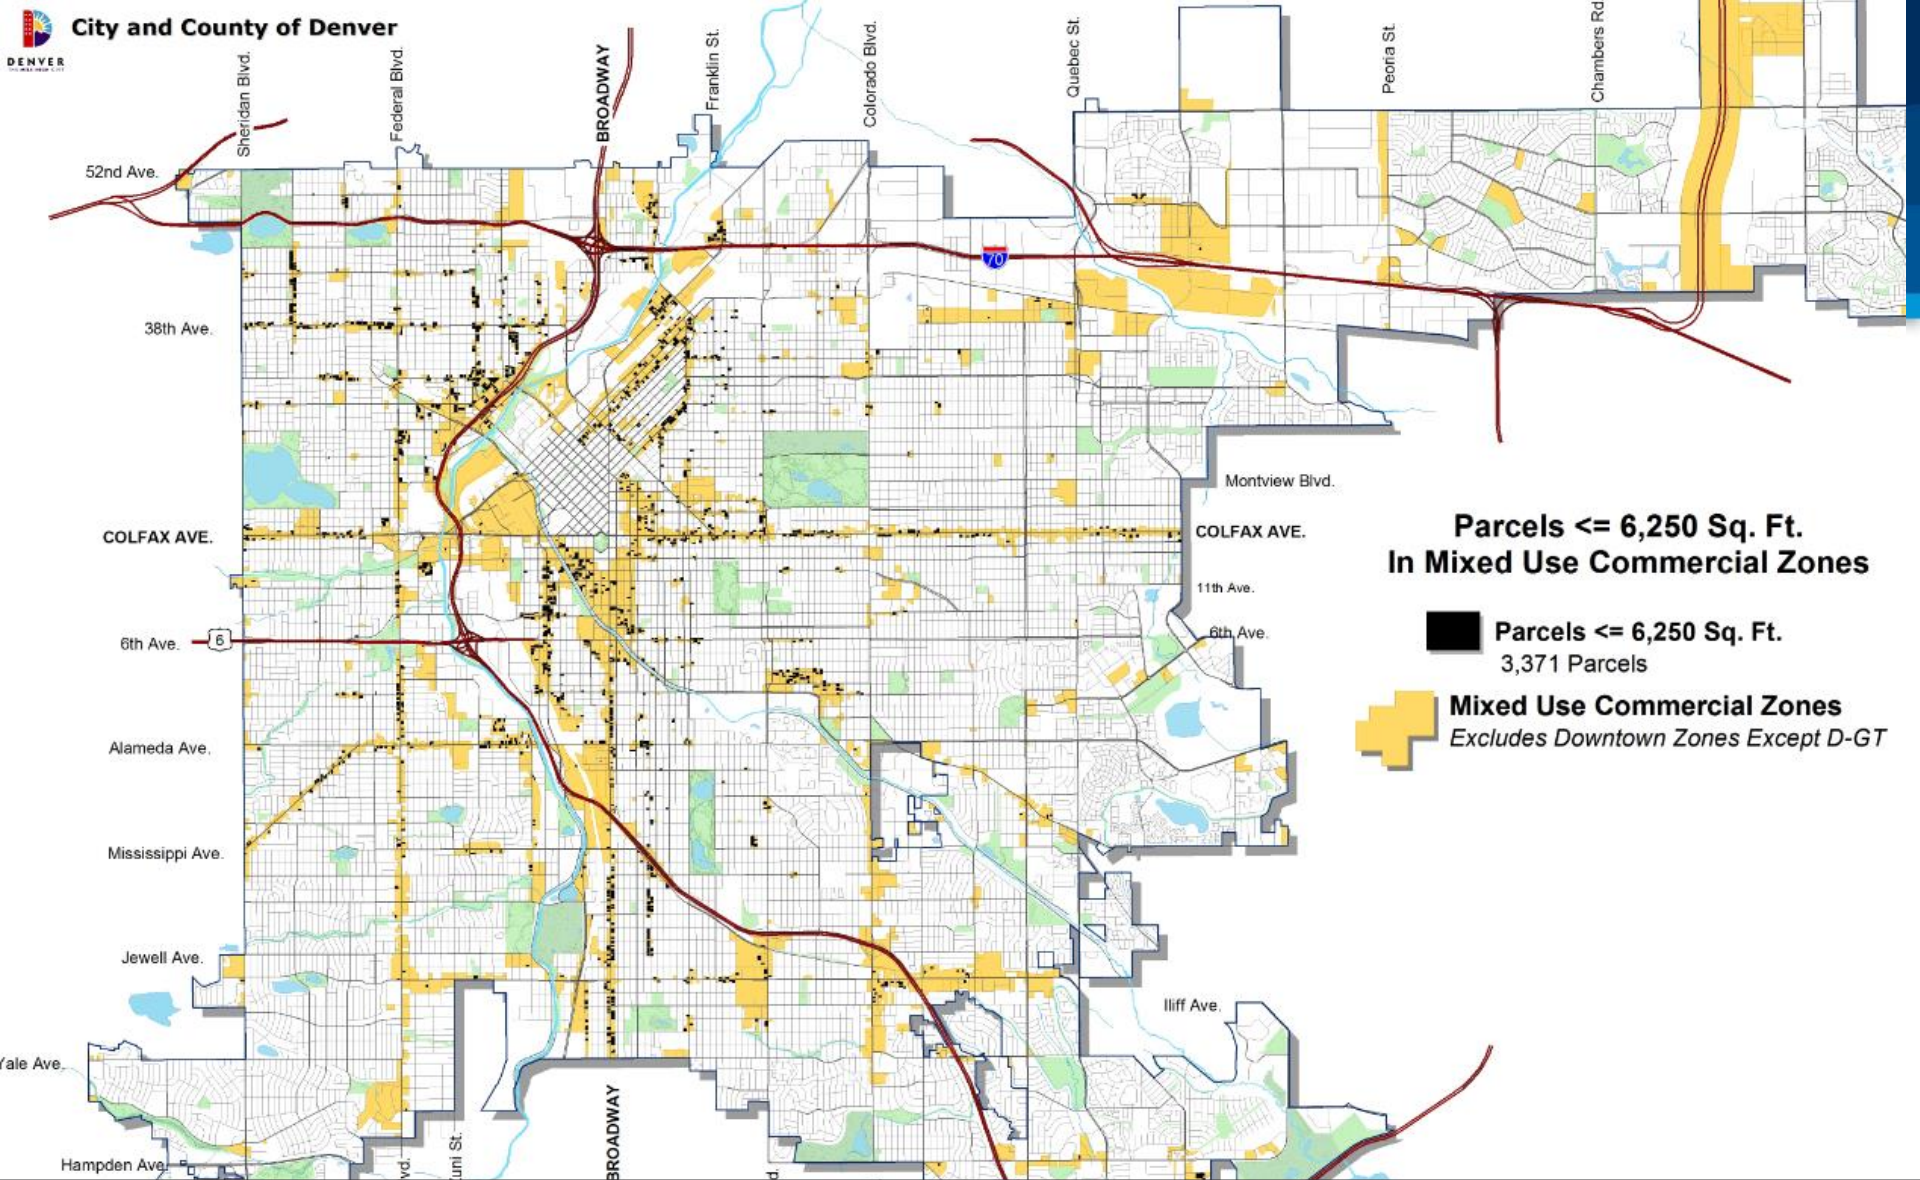 City and County of Denver
DENVER
THE MILE HIGH CITY
Sheridan Blvd.
Federal Blvd.
BROADWAY
Franklin St.
Colorado Blvd.
Quebec St.
Peoria St.
Chambers Rd
52nd Ave.
70
38th Ave.
Montview Blvd.
COLFAX AVE.
COLFAX AVE.
11th Ave.
6th Ave.
6th Ave.
6
Alameda Ave.
Mississippi Ave.
Jewell Ave.
Iliff Ave.
Yale Ave.
Hampden Ave.
BROADWAY
Parcels <= 6,250 Sq. Ft.
In Mixed Use Commercial Zones
Parcels <= 6,250 Sq. Ft.
3,371 Parcels
Mixed Use Commercial Zones
Excludes Downtown Zones Except D-GT